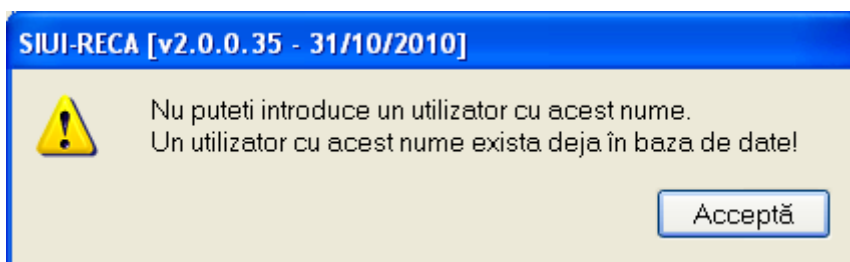 SIUI-RECA [v2.0.0.35 - 31/10/2010]
Nu puteti introduce un utilizator cu acest nume.
Un utilizator cu acest nume exista deja în baza de date!
Acceptă